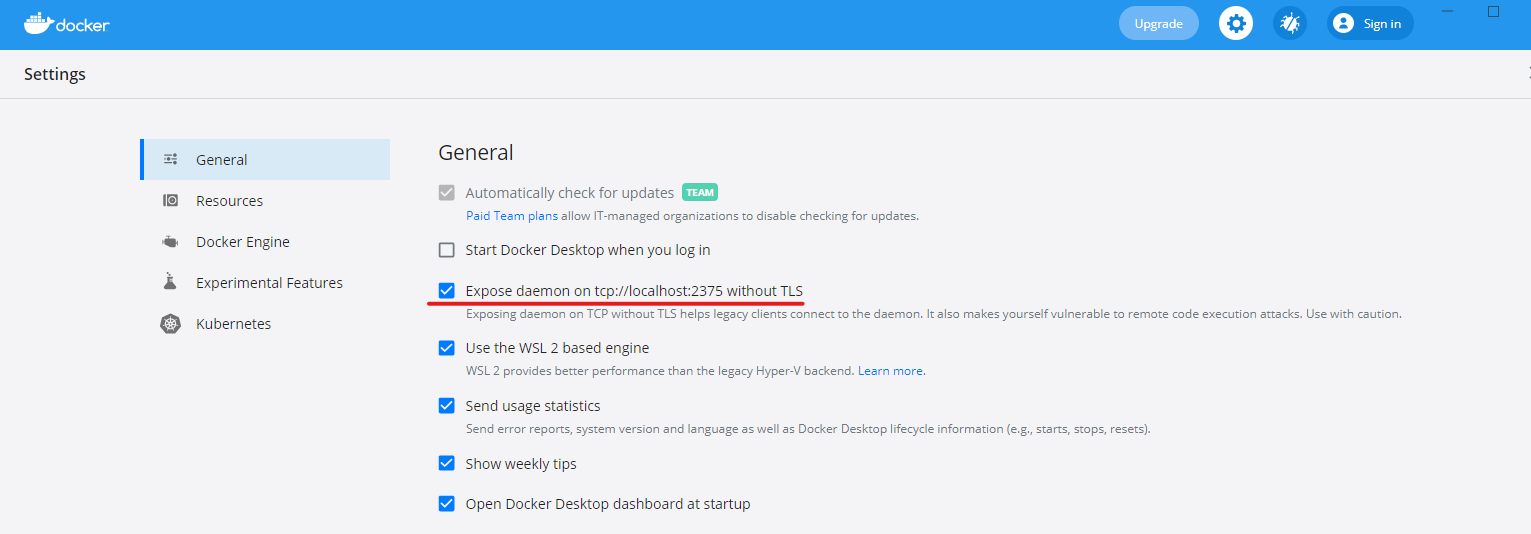 docker
Upgrade
Sign in
Settings
General
Resources
Docker Engine
Experimental Features
Kubernetes
General
Automatically check for updates TEAM
Paid Team plans allow IT-managed organizations to disable checking for updates.
Start Docker Desktop when you log in
Expose daemon on tcp://localhost:2375 without TLS
Exposing daemon on TCP without TLS helps legacy clients connect to the daemon. It also makes yourself vulnerable to remote code execution attacks. Use with caution.
Use the WSL 2 based engine
WSL 2 provides better performance than the legacy Hyper-V backend. Learn more.
Send usage statistics
Send error reports, system version and language as well as Docker Desktop lifecycle information (e.g., starts, stops, resets).
Show weekly tips
Open Docker Desktop dashboard at startup